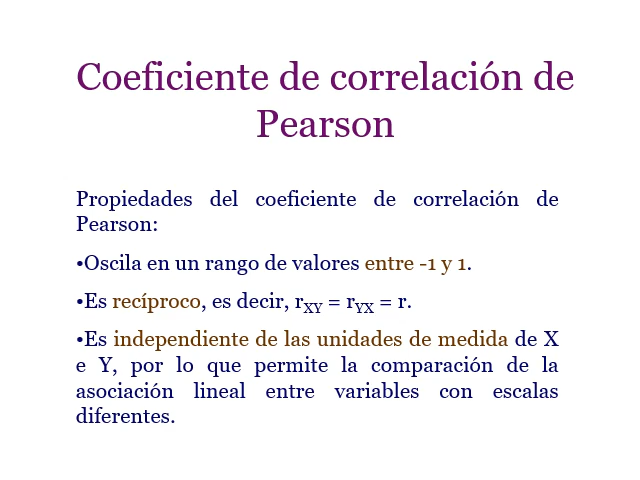 Coeficiente de correlación de
Pearson
Propiedades del coeficiente de correlación de
Pearson:
•Oscila en un rango de valores entre -1 y 1.
•Es recíproco, es decir, rXY = rYX = r.
•Es independiente de las unidades de medida de X
e Y, por lo que permite la comparación de la
asociación lineal entre variables con escalas
diferentes.